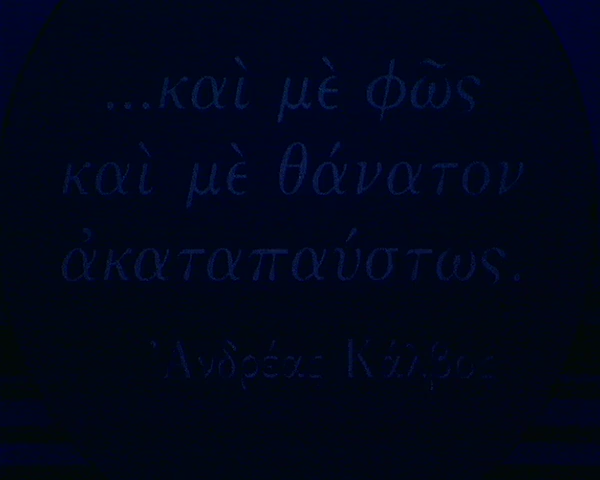 ...καὶ μὲ φῶς
καὶ μὲ θάνατον
ἀκαταπαύστως.
Ἀνδρέας Κάλβος